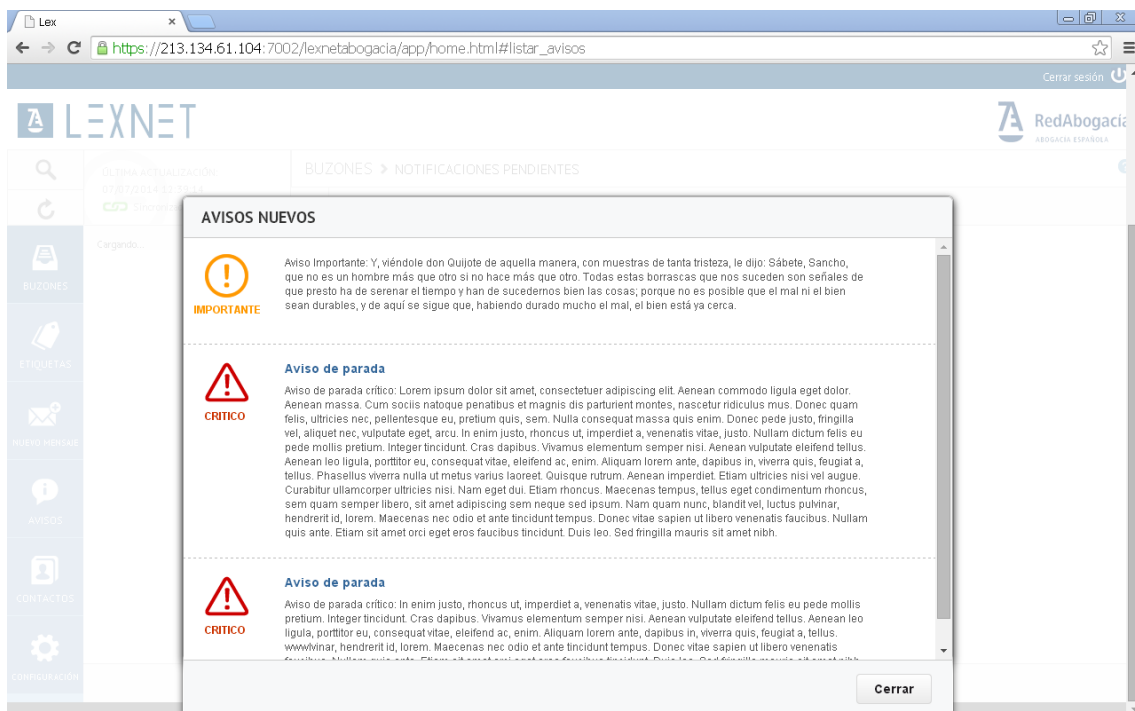 Lex
https://213.134.61.104:7002/lexnetabogacia/app/home.html#listar_avisos
Cerrar sesión
LEXNET
RedAbogacía
ABOGACÍA ESPAÑOLA
ÚLTIMA ACTUALIZACIÓN:
BUZONES > NOTIFICACIONES PENDIENTES
Cargando...
BUZONES
ETIQUETAS
NUEVO MENSAJE
AVISOS
CONTACTOS
CONFIGURACIÓN
AVISOS NUEVOS
IMPORTANTE
Aviso Importante: Y, viéndole don Quijote de aquella manera, con muestras de tanta tristeza, le dijo: Sábete, Sancho,
que no es un hombre más que otro si no hace más que otro. Todas estas borrascas que nos suceden son señales de
que presto ha de serenar el tiempo y han de sucedernos bien las cosas; porque no es posible que el mal ni el bien
sean durables, y de aquí se sigue que, habiendo durado mucho el mal, el bien está ya cerca.
CRITICO
Aviso de parada
Aviso de parada crítico: Lorem ipsum dolor sit amet, consectetuer adipiscing elit. Aenean commodo ligula eget dolor.
Aenean massa. Cum sociis natoque penatibus et magnis dis parturient montes, nascetur ridiculus mus. Donec quam
felis, ultricies nec, pellentesque eu, pretium quis, sem. Nulla consequat massa quis enim. Donec pede justo, fringilla
vel, aliquet nec, vulputate eget, arcu. In enim justo, rhoncus ut, imperdiet a, venenatis vitae, justo. Nullam dictum felis eu
pede mollis pretium. Integer tincidunt. Cras dapibus. Vivamus elementum semper nisi. Aenean vulputate eleifend tellus.
Aenean leo ligula, porttitor eu, consequat vitae, eleifend ac, enim. Aliquam lorem ante, dapibus in, viverra quis, feugiat a,
tellus. Phasellus viverra nulla ut metus varius laoreet. Quisque rutrum. Aenean imperdiet. Etiam ultricies nisi vel augue.
Curabitur ullamcorper ultricies nisi. Nam eget dui. Etiam rhoncus. Maecenas tempus, tellus eget condimentum rhoncus,
sem quam semper libero, sit amet adipiscing sem neque sed ipsum. Nam quam nunc, blandit vel, luctus pulvinar,
hendrerit id, lorem. Maecenas nec odio et ante tincidunt tempus. Donec vitae sapien ut libero venenatis faucibus. Nullam
quis ante. Etiam sit amet orci eget eros faucibus tincidunt. Duis leo. Sed fringilla mauris sit amet nibh.
CRITICO
Aviso de parada
Aviso de parada crítico: In enim justo, rhoncus ut, imperdiet a, venenatis vitae, justo. Nullam dictum felis eu pede mollis
pretium. Integer tincidunt. Cras dapibus. Vivamus elementum semper nisi. Aenean vulputate eleifend tellus. Aenean leo
ligula, porttitor eu, consequat vitae, eleifend ac, enim. Aliquam lorem ante, dapibus in, viverra quis, feugiat a, tellus.
wwwlvinar, hendrerit id, lorem. Maecenas nec odio et ante tincidunt tempus. Donec vitae sapien ut libero venenatis
Cerrar